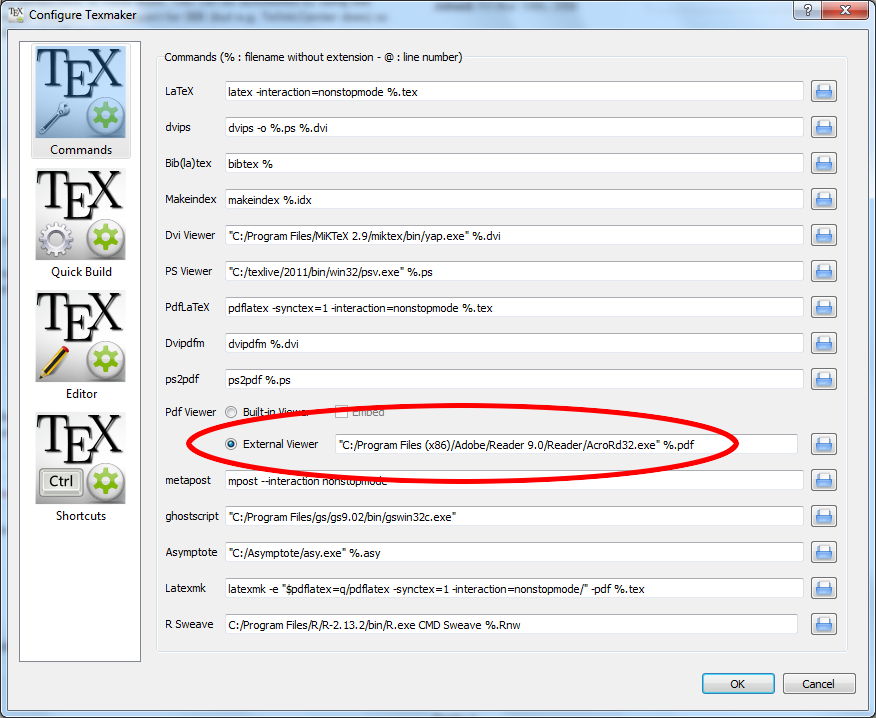 Configure Texmaker
Commands (% : filename without extension - @ : line number)
LaTeX latex -interaction=nonstopmode %.tex
dvips dvips -o %.ps %.dvi
Bib(la)tex bibtex %
Makeindex makeindex %.idx
Dvi Viewer "C:/Program Files/MiKTeX 2.9/miktex/bin/yap.exe" %.dvi
PS Viewer "C:/texlive/2011/bin/win32/psv.exe" %.ps
PdfLaTeX pdflatex -synctex=1 -interaction=nonstopmode %.tex
Dvipdfm dvipdfm %.dvi
ps2pdf ps2pdf %.ps
Pdf Viewer Built-in Viewer Embed
External Viewer "C:/Program Files (x86)/Adobe/Reader 9.0/Reader/AcroRd32.exe" %.pdf
metapost mpost --interaction nonstopmode
ghostscript "C:/Program Files/gs/gs9.02/bin/gswin32c.exe"
Asymptote "C:/Asymptote/asy.exe" %.asy
Latexmk latexmk -e "$pdflatex=q/pdflatex -synctex=1 -interaction=nonstopmode/" -pdf %.tex
R Sweave C:/Program Files/R/R-2.13.2/bin/R.exe CMD Sweave %.Rnw
TEX
Commands
TEX
Quick Build
TEX
Editor
TEX
Ctrl
Shortcuts
OK Cancel